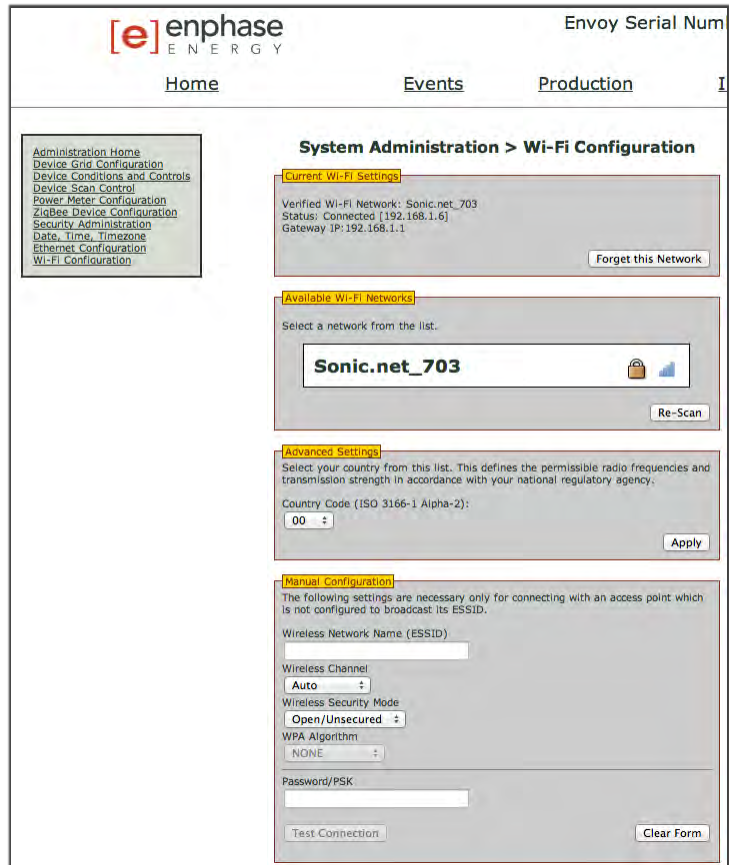 [e] enphase
ENERGY
Envoy Serial Num
Home
Events
Production
Administration Home
Device Grid Configuration
Device Conditions and Controls
Device Scan Control
Power Meter Configuration
ZigBee Device Configuration
Security Administration
Date, Time, Timezone
Ethernet Configuration
Wi-Fi Configuration
System Administration > Wi-Fi Configuration
Current Wi-Fi Settings
Verified Wi-Fi Network: Sonic.net_703
Status: Connected [192.168.1.6]
Gateway IP:192.168.1.1
Forget this Network
Available Wi-Fi Networks
Select a network from the list.
Sonic.net_703
Re-Scan
Advanced Settings
Select your country from this list. This defines the permissible radio frequencies and
transmission strength in accordance with your national regulatory agency.
Country Code (ISO 3166-1 Alpha-2):
00
Apply
Manual Configuration
The following settings are necessary only for connecting with an access point which
is not configured to broadcast its ESSID.
Wireless Network Name (ESSID)
Wireless Channel
Auto
Wireless Security Mode
Open/Unsecured
WPA Algorithm
NONE
Password/PSK
Test Connection
Clear Form